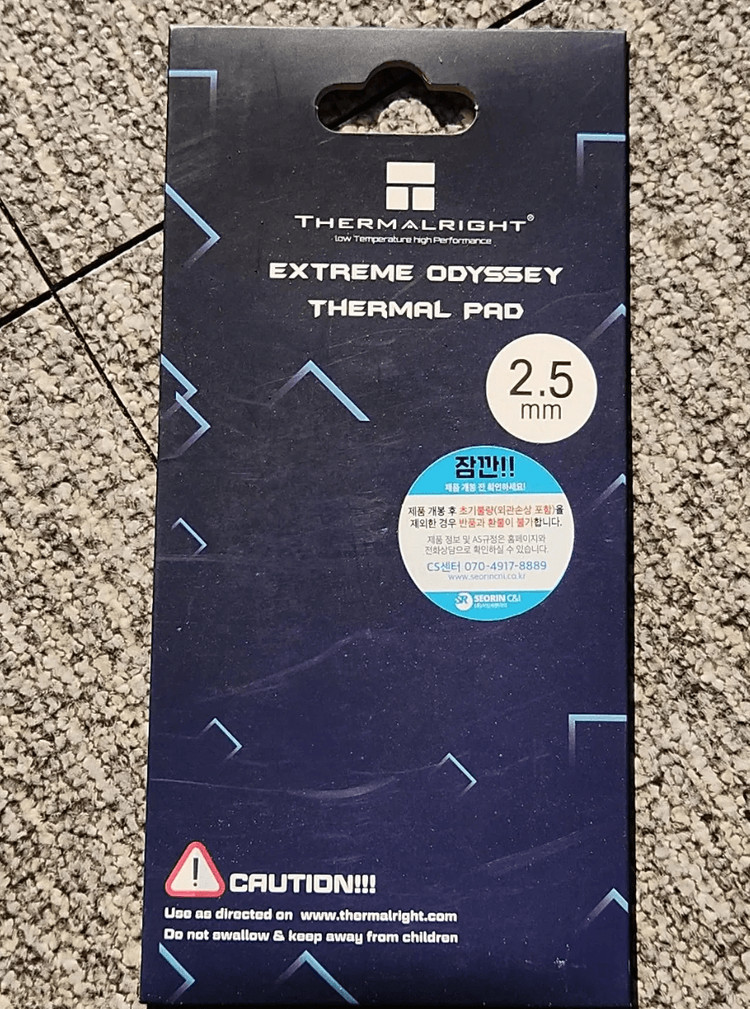 THERMALRIGHT®
Low Temperature high Performance
EXTREME ODYSSEY
THERMAL PAD
2.5
mm
잠깐!!
제품 개봉 전 확인하세요!
제품 개봉 후 초기불량(외관손상 포함)을
제외한 경우 반품과 환불이 불가합니다.
제품 정보 및 AS규정은 홈페이지와
전화상담으로 확인하실 수 있습니다.
CS센터 070-4917-8889
www.seorincni.co.kr
SR SEORIN C&I
CAUTION!!!
Use as directed on www.thermalright.com
Do not swallow & keep away from children